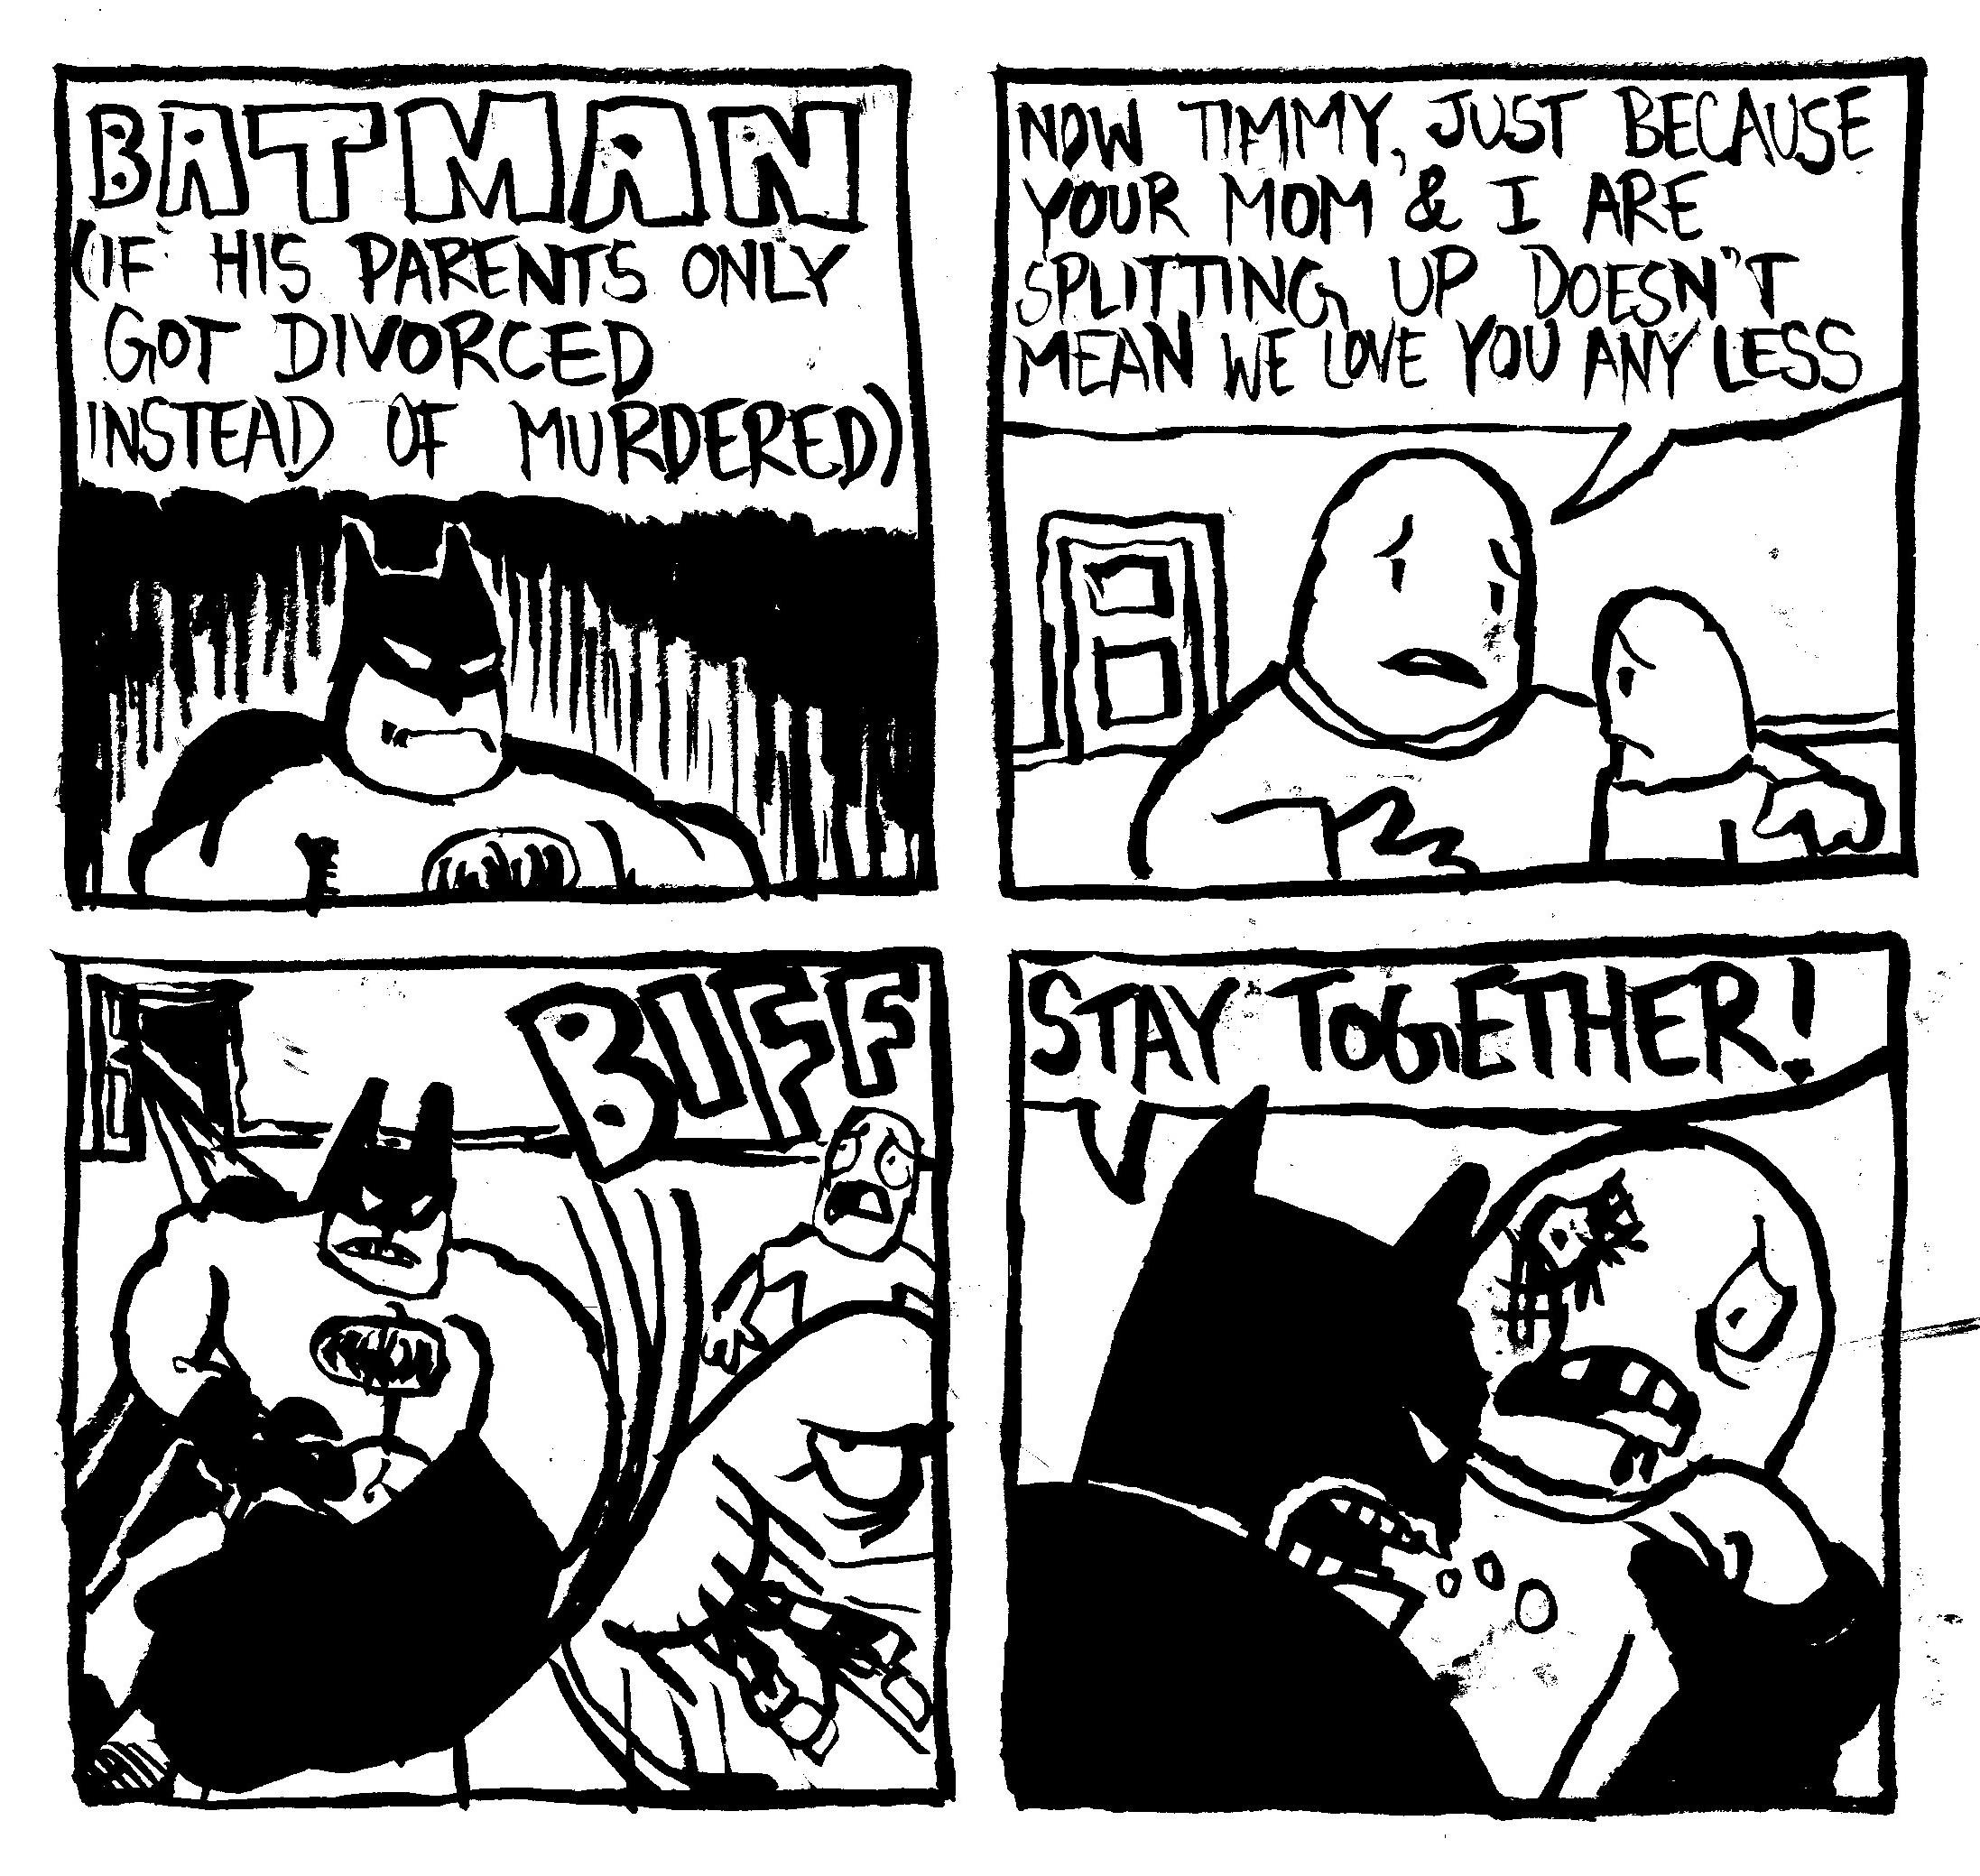 BATMAN
(IF HIS PARENTS ONLY
GOT DIVORCED
INSTEAD OF MURDERED)
NOW TIMMY, JUST BECAUSE
YOUR MOM & I ARE
SPLITTING UP DOESN'T
MEAN WE LOVE YOU ANY LESS
BIFF
STAY TOGETHER!